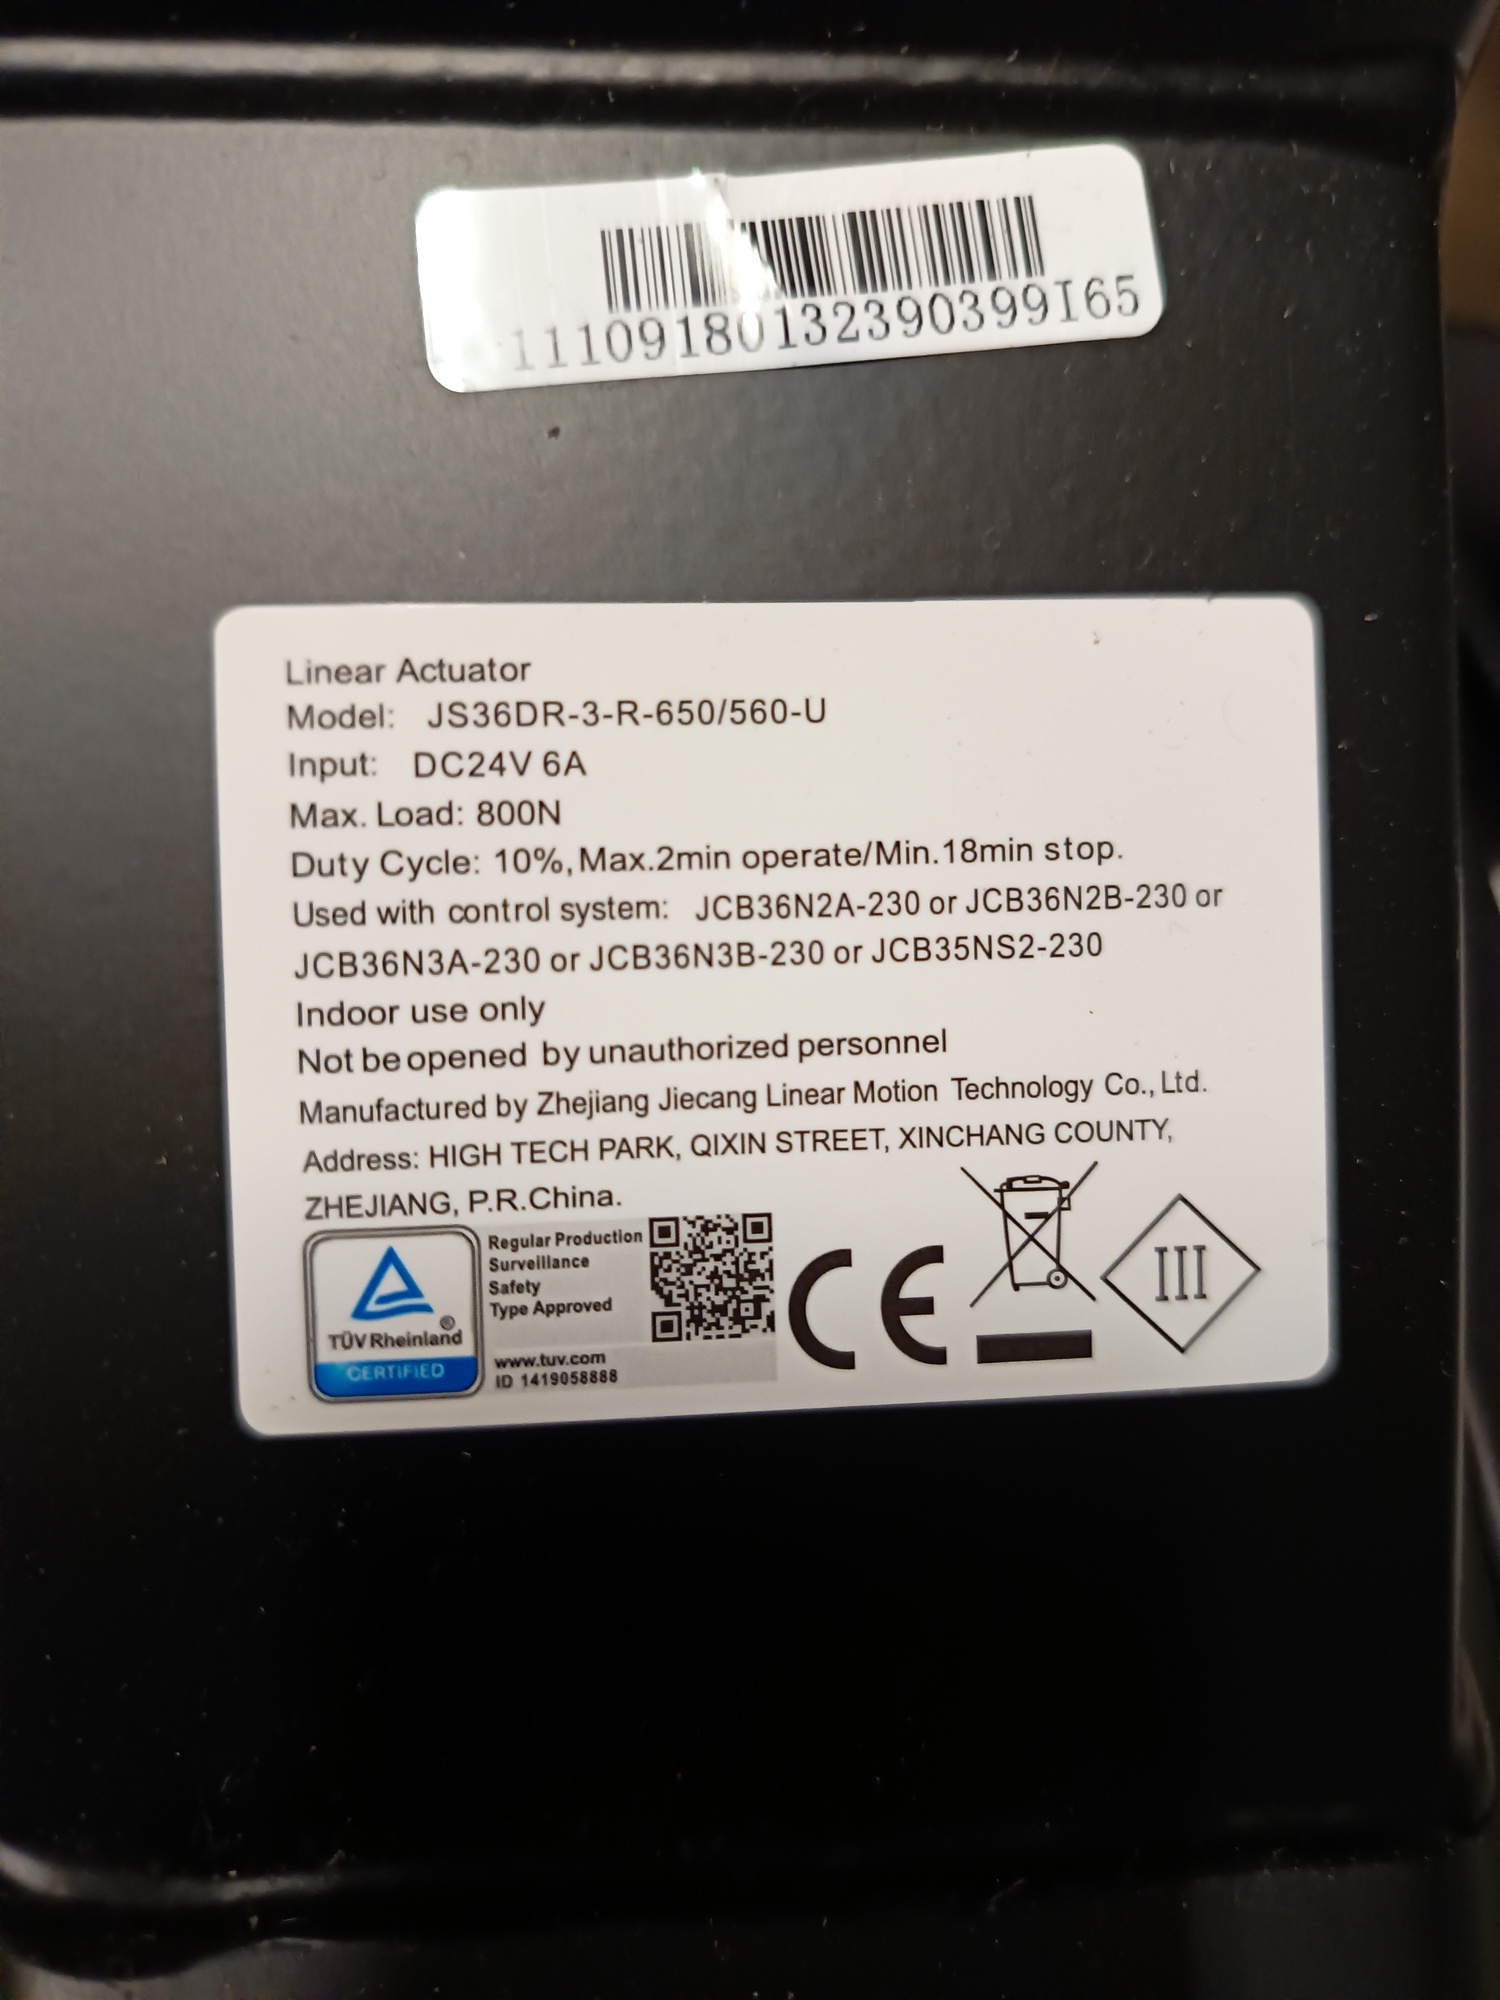 11109180132390399I65
Linear Actuator
Model: JS36DR-3-R-650/560-U
Input: DC24V 6A
Max. Load: 800N
Duty Cycle: 10%, Max.2min operate/Min.18min stop.
Used with control system: JCB36N2A-230 or JCB36N2B-230 or
JCB36N3A-230 or JCB36N3B-230 or JCB35NS2-230
Indoor use only
Not be opened by unauthorized personnel
Manufactured by Zhejiang Jiecang Linear Motion Technology Co., Ltd.
Address: HIGH TECH PARK, QIXIN STREET, XINCHANG COUNTY,
ZHEJIANG, P.R.China.
TÜV Rheinland®
CERTIFIED
Regular Production
Surveillance
Safety
Type Approved
www.tuv.com
ID 1419058888
CE
III